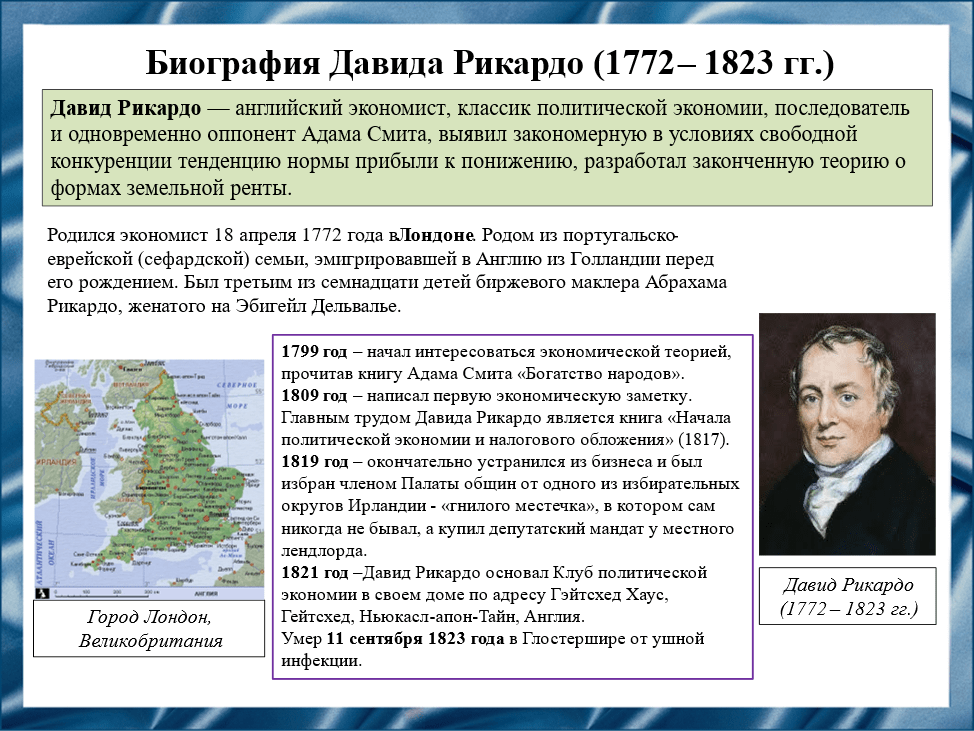 Биография Давида Рикардо (1772 – 1823 гг.)
Давид Рикардо — английский экономист, классик политической экономии, последователь
и одновременно оппонент Адама Смита, выявил закономерную в условиях свободной
конкуренции тенденцию нормы прибыли к понижению, разработал законченную теорию о
формах земельной ренты.
Родился экономист 18 апреля 1772 года вЛондоне. Родом из португальско-
еврейской (сефардской) семьи, эмигрировавшей в Англию из Голландии перед
его рождением. Был третьим из семнадцати детей биржевого маклера Абрахама
Рикардо, женатого на Эбигейл Дельвалье.
1799 год – начал интересоваться экономической теорией,
прочитав книгу Адама Смита «Богатство народов».
1809 год – написал первую экономическую заметку.
Главным трудом Давида Рикардо является книга «Начала
политической экономии и налогового обложения» (1817).
1819 год – окончательно устранился из бизнеса и был
избран членом Палаты общин от одного из избирательных
округов Ирландии - «гнилого местечка», в котором сам
никогда не бывал, а купил депутатский мандат у местного
лендлорда.
1821 год –Давид Рикардо основал Клуб политической
экономии в своем доме по адресу Гэйтсхед Хаус,
Гейтсхед, Ньюкасл-апон-Тайн, Англия.
Умер 11 сентября 1823 года в Глостершире от ушной
инфекции.
СЕВЕРНОЕ
МОРЕ
ИРЛАНДИЯ
АТЛАНТИЧЕСКИЙ
ОКЕАН
АНГЛИЯ
Город Лондон,
Великобритания
Давид Рикардо
(1772 – 1823 гг.)